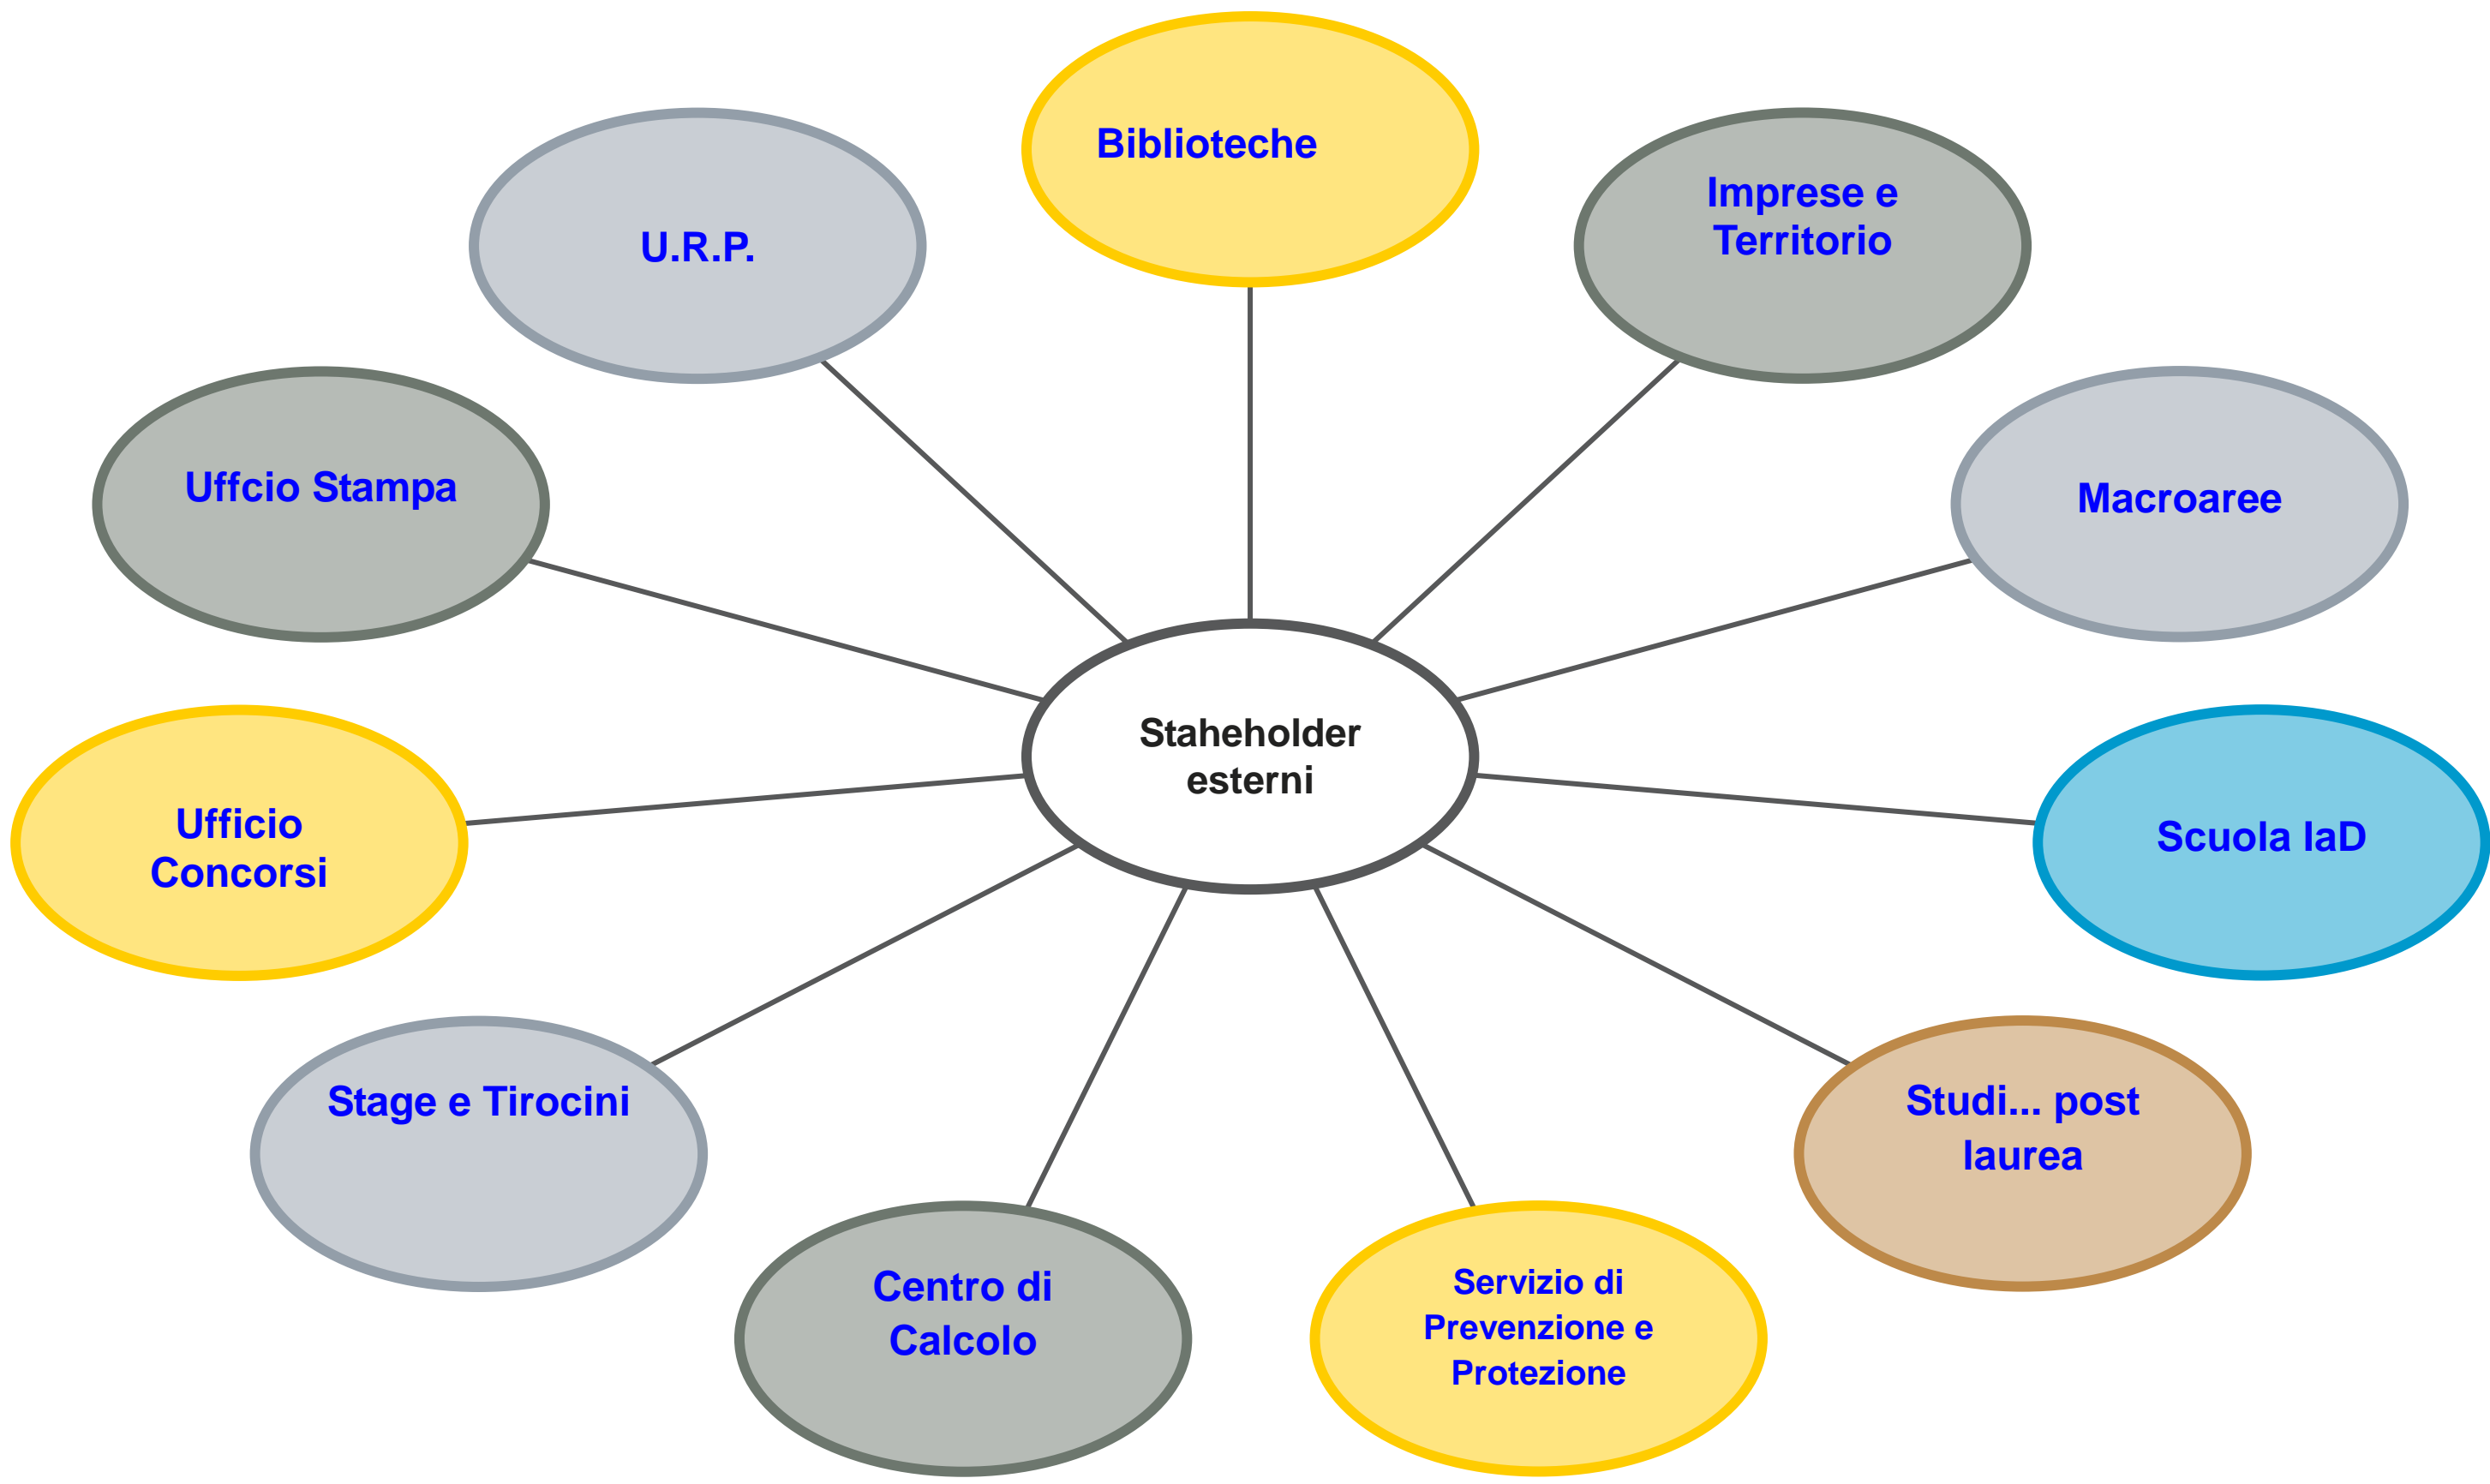 Biblioteche
Imprese e
Territorio
U.R.P.
Macroaree
Uffcio Stampa
Staheholder
esterni
Scuola IaD
Ufficio
Concorsi
Studi... post
laurea
Stage e Tirocini
Centro di
Calcolo
Servizio di
Prevenzione e
Protezione